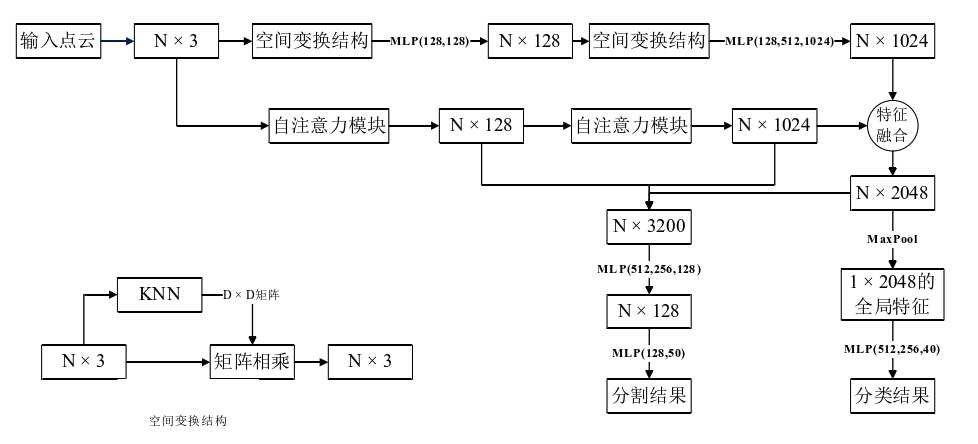 输入点云
N × 3
空间变换结构
MLP(128,128)
N × 128
空间变换结构
MLP(128,512,1024)
N × 1024
自注意力模块
N × 128
自注意力模块
N × 1024
特征
融合
N × 2048
N × 3200
MaxPool
MLP(512,256,128)
1 × 2048的
全局特征
N × 128
MLP(128,50)
MLP(512,256,40)
分割结果
分类结果
KNN
D × D矩阵
N × 3
矩阵相乘
N × 3
空间变换结构